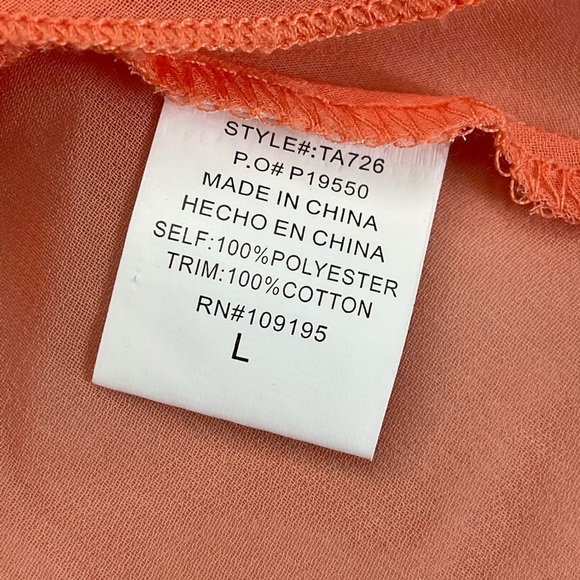 STYLE#:TA726
P.O# P19550
MADE IN CHINA
HECHO EN CHINA
SELF:100%POLYESTER
TRIM:100%COTTON
RN#109195
L